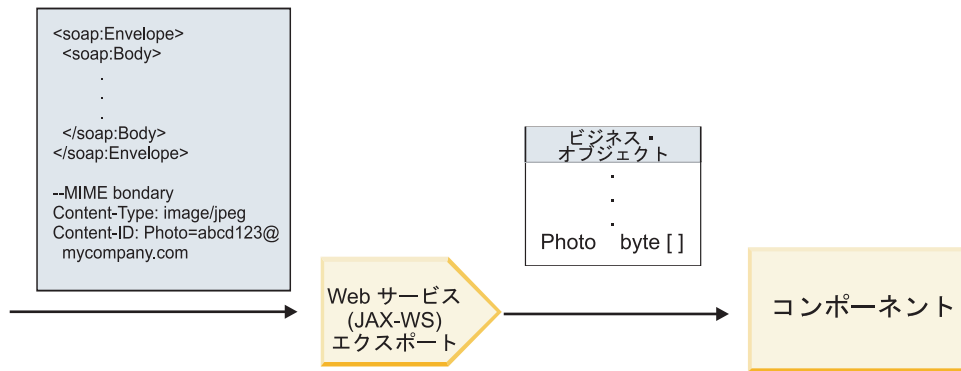 <soap:Envelope>
<soap:Body>
.
.
.
</soap:Body>
</soap:Envelope>
--MIME bondary
Content-Type: image/jpeg
Content-ID: Photo=abcd123@
mycompany.com
ビジネス・
オブジェクト
.
.
.
Photo byte [ ]
Web サービス
(JAX-WS)
エクスポート
コンポーネント